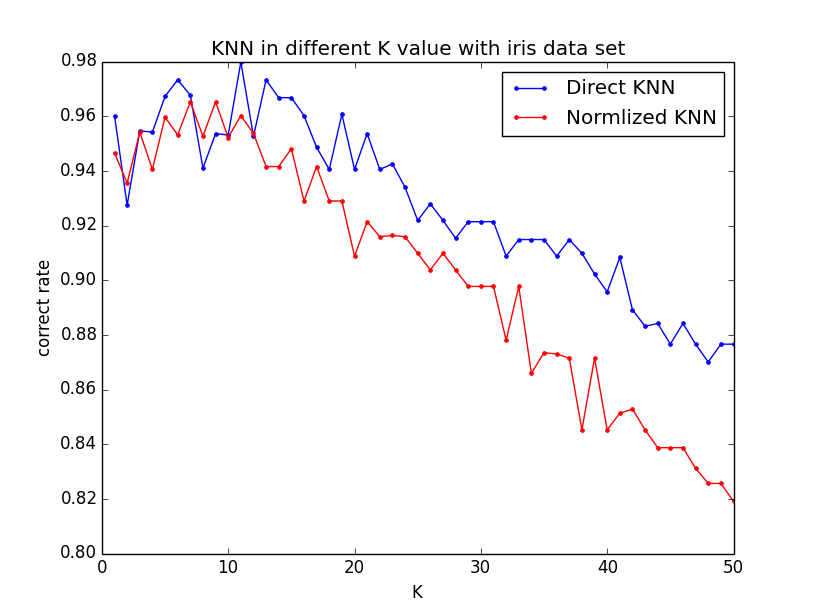 KNN in different K value with iris data set
Direct KNN
Normlized KNN
0.98
0.96
0.94
0.92
0.90
0.88
0.86
0.84
0.82
0.80
correct rate
0 10 20 30 40 50
K